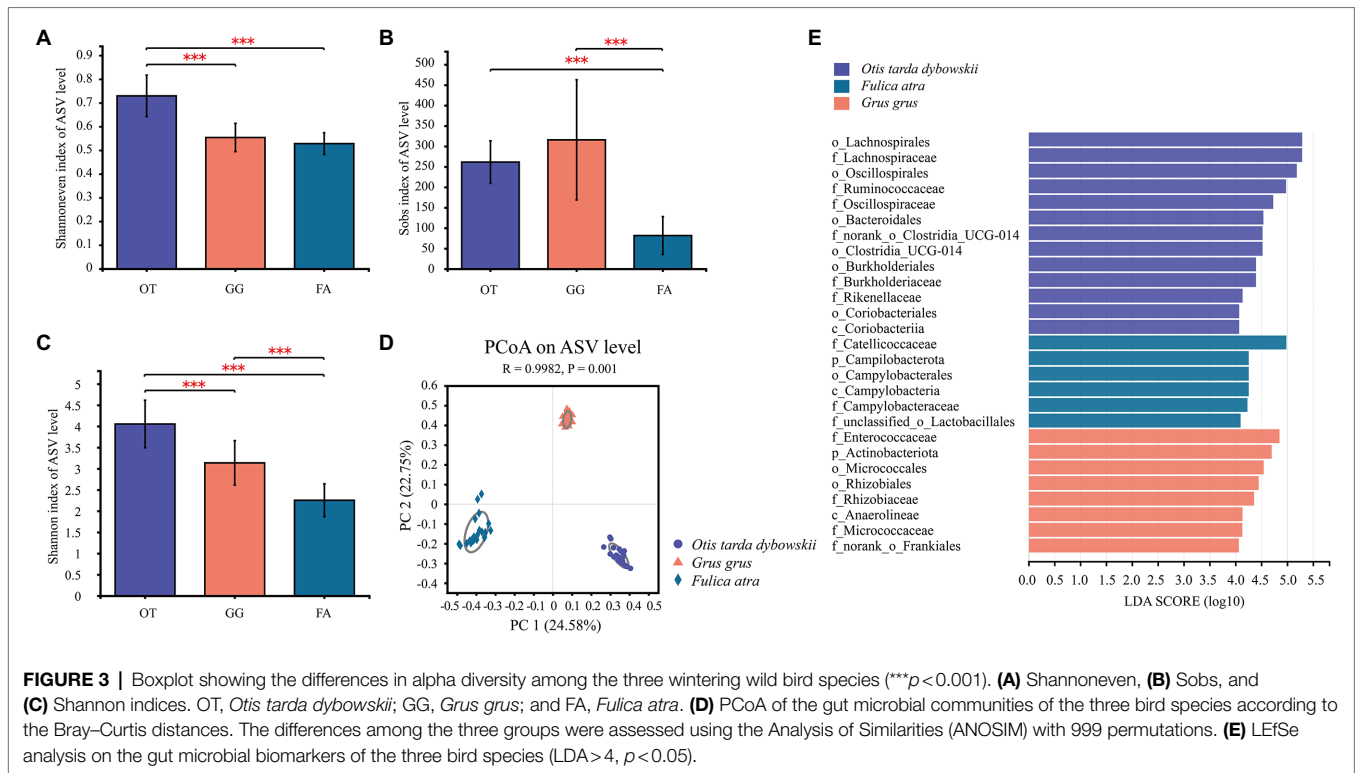 A
***
***
Shannoneven index of ASV level
0.9
0.8
0.7
0.6
0.5
0.4
0.3
0.2
0.1
0
OT
GG
FA
B
***
***
Sobs index of ASV level
500
450
400
350
300
250
200
150
100
50
0
OT
GG
FA
C
***
***
***
Shannon index of ASV level
5
4.5
4
3.5
3
2.5
2
1.5
1
0.5
0
OT
GG
FA
D
PCoA on ASV level
R = 0.9982, P = 0.001
PC 2 (22.75%)
0.6
0.5
0.4
0.3
0.2
0.1
0
-0.1
-0.2
-0.3
-0.4
-0.5 -0.4 -0.3 -0.2 -0.1 0 0.1 0.2 0.3 0.4 0.5
PC 1 (24.58%)
Otis tarda dybowskii
Grus grus
Fulica atra
E
Otis tarda dybowskii
Fulica atra
Grus grus
o_Lachnospirales
f_Lachnospiraceae
o_Oscillospirales
f_Ruminococcaceae
f_Oscillospiraceae
o_Bacteroidales
f_norank_o_Clostridia_UCG-014
o_Clostridia_UCG-014
o_Burkholderiales
f_Burkholderiaceae
f_Rikenellaceae
o_Coriobacteriales
c_Coriobacteriia
f_Catellicoccaceae
p_Campilobacterota
o_Campylobacterales
c_Campylobacteria
f_Campylobacteraceae
f_unclassified_o_Lactobacillales
f_Enterococcaceae
p_Actinobacteriota
o_Micrococcales
o_Rhizobiales
f_Rhizobiaceae
c_Anaerolineae
f_Micrococcaceae
f_norank_o_Frankiales
0.0 0.5 1.0 1.5 2.0 2.5 3.0 3.5 4.0 4.5 5.0 5.5
LDA SCORE (log10)
FIGURE 3 | Boxplot showing the differences in alpha diversity among the three wintering wild bird species (***p<0.001). (A) Shannoneven, (B) Sobs, and
(C) Shannon indices. OT, Otis tarda dybowskii; GG, Grus grus; and FA, Fulica atra. (D) PCoA of the gut microbial communities of the three bird species according to
the Bray–Curtis distances. The differences among the three groups were assessed using the Analysis of Similarities (ANOSIM) with 999 permutations. (E) LEfSe
analysis on the gut microbial biomarkers of the three bird species (LDA>4, p<0.05).